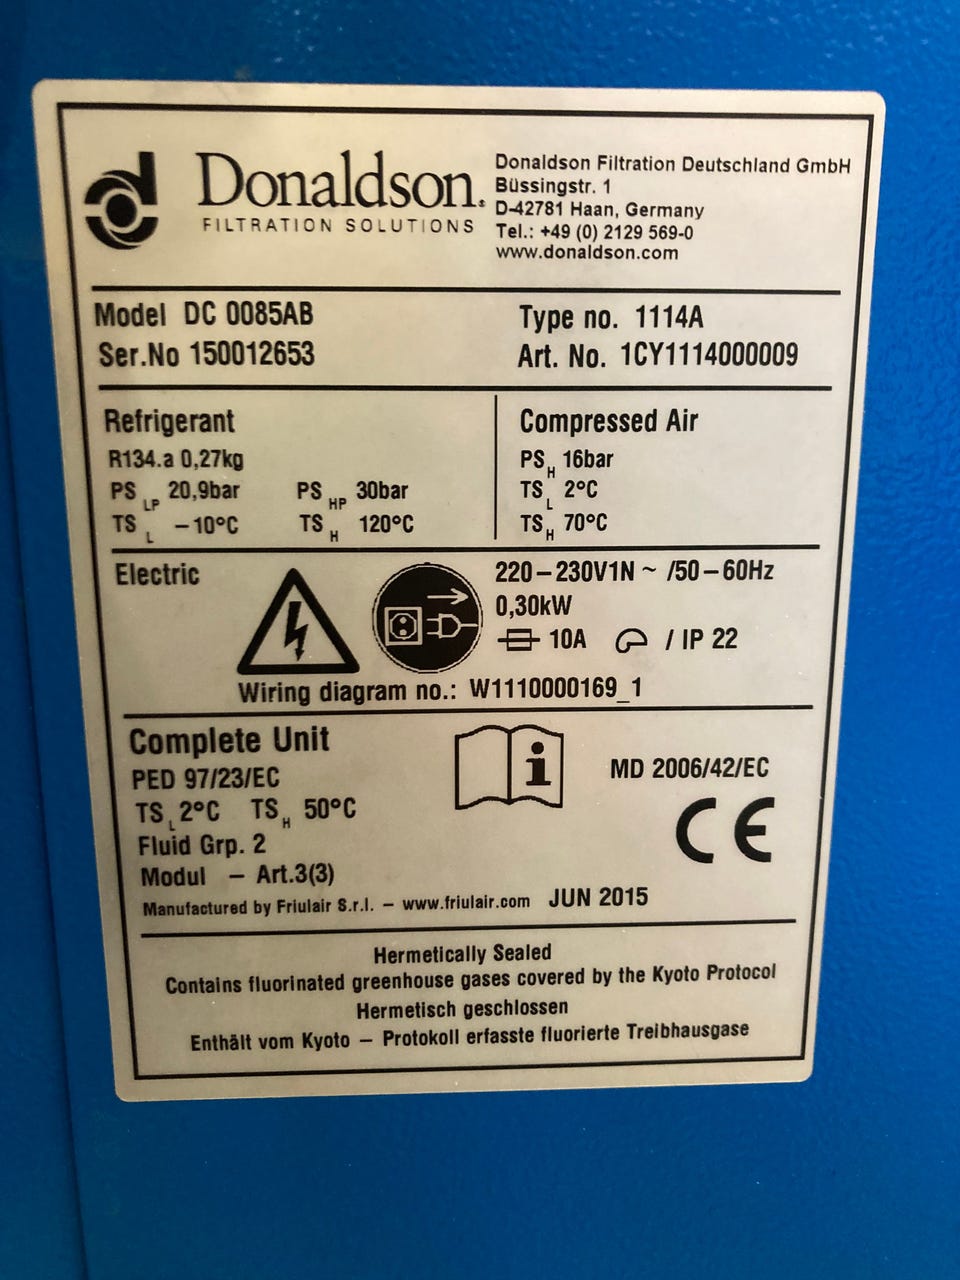 Donaldson.
FILTRATION SOLUTIONS
Donaldson Filtration Deutschland GmbH
Büssingstr. 1
D-42781 Haan, Germany
Tel.: +49 (0) 2129 569-0
www.donaldson.com
Model DC 0085AB
Type no. 1114A
Ser.No 150012653
Art. No. 1CY1114000009
Refrigerant
R134.a 0,27kg
PS LP 20,9bar PS HP 30bar
TS L -10°C TS H 120°C
Compressed Air
PS H 16bar
TS L 2°C
TS H 70°C
Electric
220-230V1N ~ /50-60Hz
0,30kW
10A / IP 22
Wiring diagram no.: W1110000169_1
Complete Unit
PED 97/23/EC
TS L 2°C TS H 50°C
Fluid Grp. 2
Modul - Art.3(3)
i
MD 2006/42/EC
CE
Manufactured by Friulair S.r.l. - www.friulair.com JUN 2015
Hermetically Sealed
Contains fluorinated greenhouse gases covered by the Kyoto Protocol
Hermetisch geschlossen
Enthält vom Kyoto - Protokoll erfasste fluorierte Treibhausgase